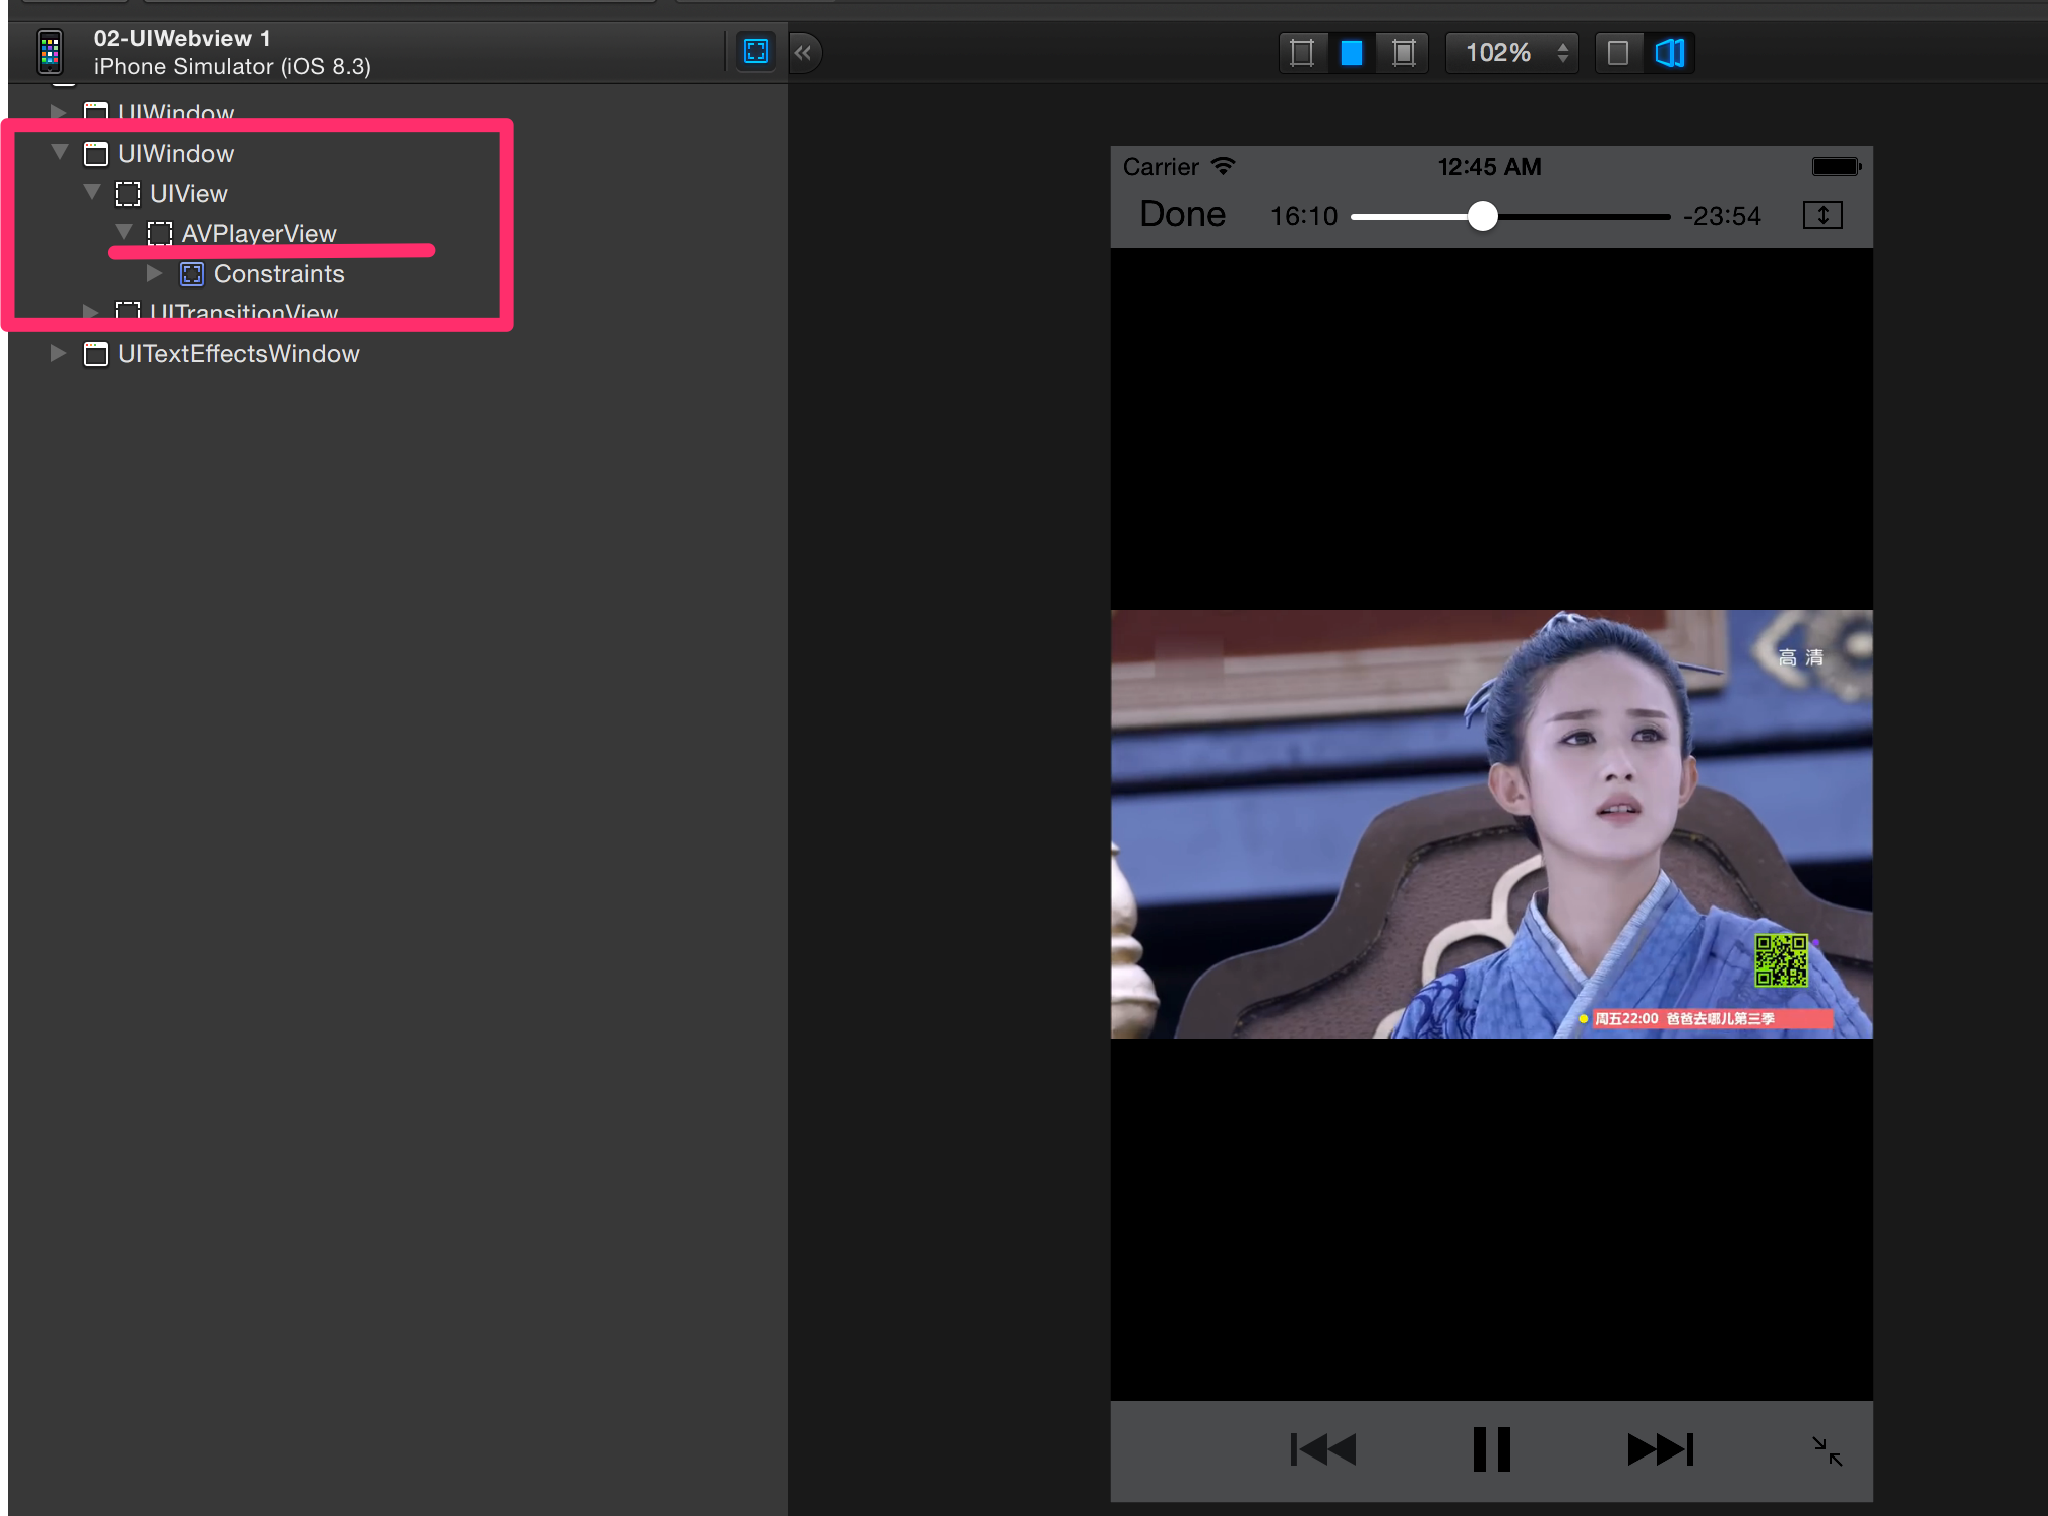 02-UIWebview 1
iPhone Simulator (iOS 8.3)
102%
UIWindow
UIWindow
UIView
AVPlayerView
Constraints
UITransitionView
UITextEffectsWindow
Carrier 12:45 AM
Done 16:10 -23:54
高清
周五22:00 爸爸去哪儿第三季